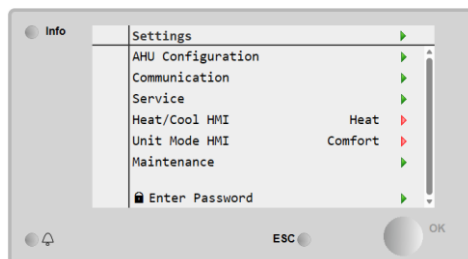 Info
Settings
AHU Configuration
Communication
Service
Heat/Cool HMI Heat
Unit Mode HMI Comfort
Maintenance
Enter Password
ESC
OK